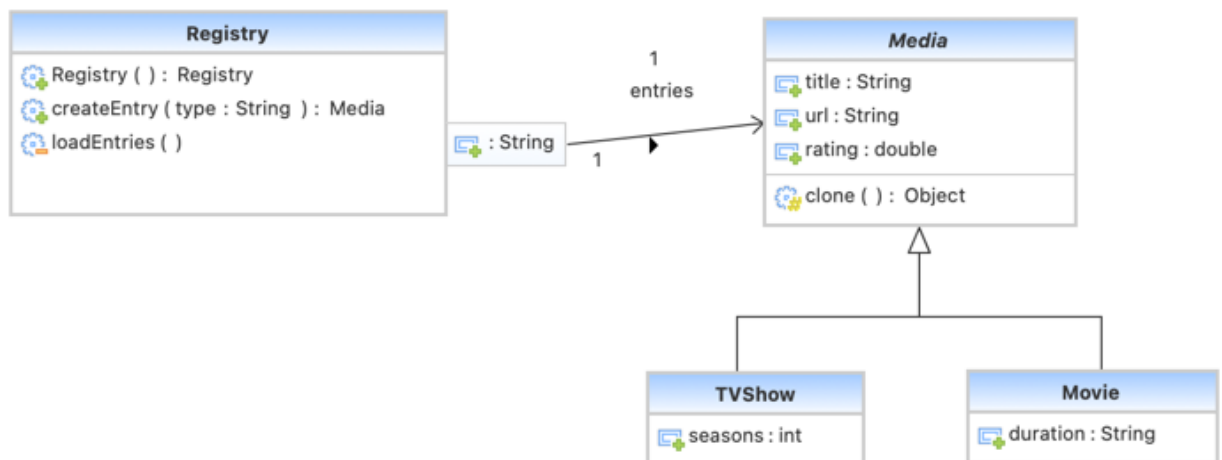 Registry
Registry ( ) : Registry
createEntry ( type : String ) : Media
loadEntries ( )
: String
1
1
entries
Media
title : String
url : String
rating : double
clone ( ) : Object
TVShow
seasons : int
Movie
duration : String